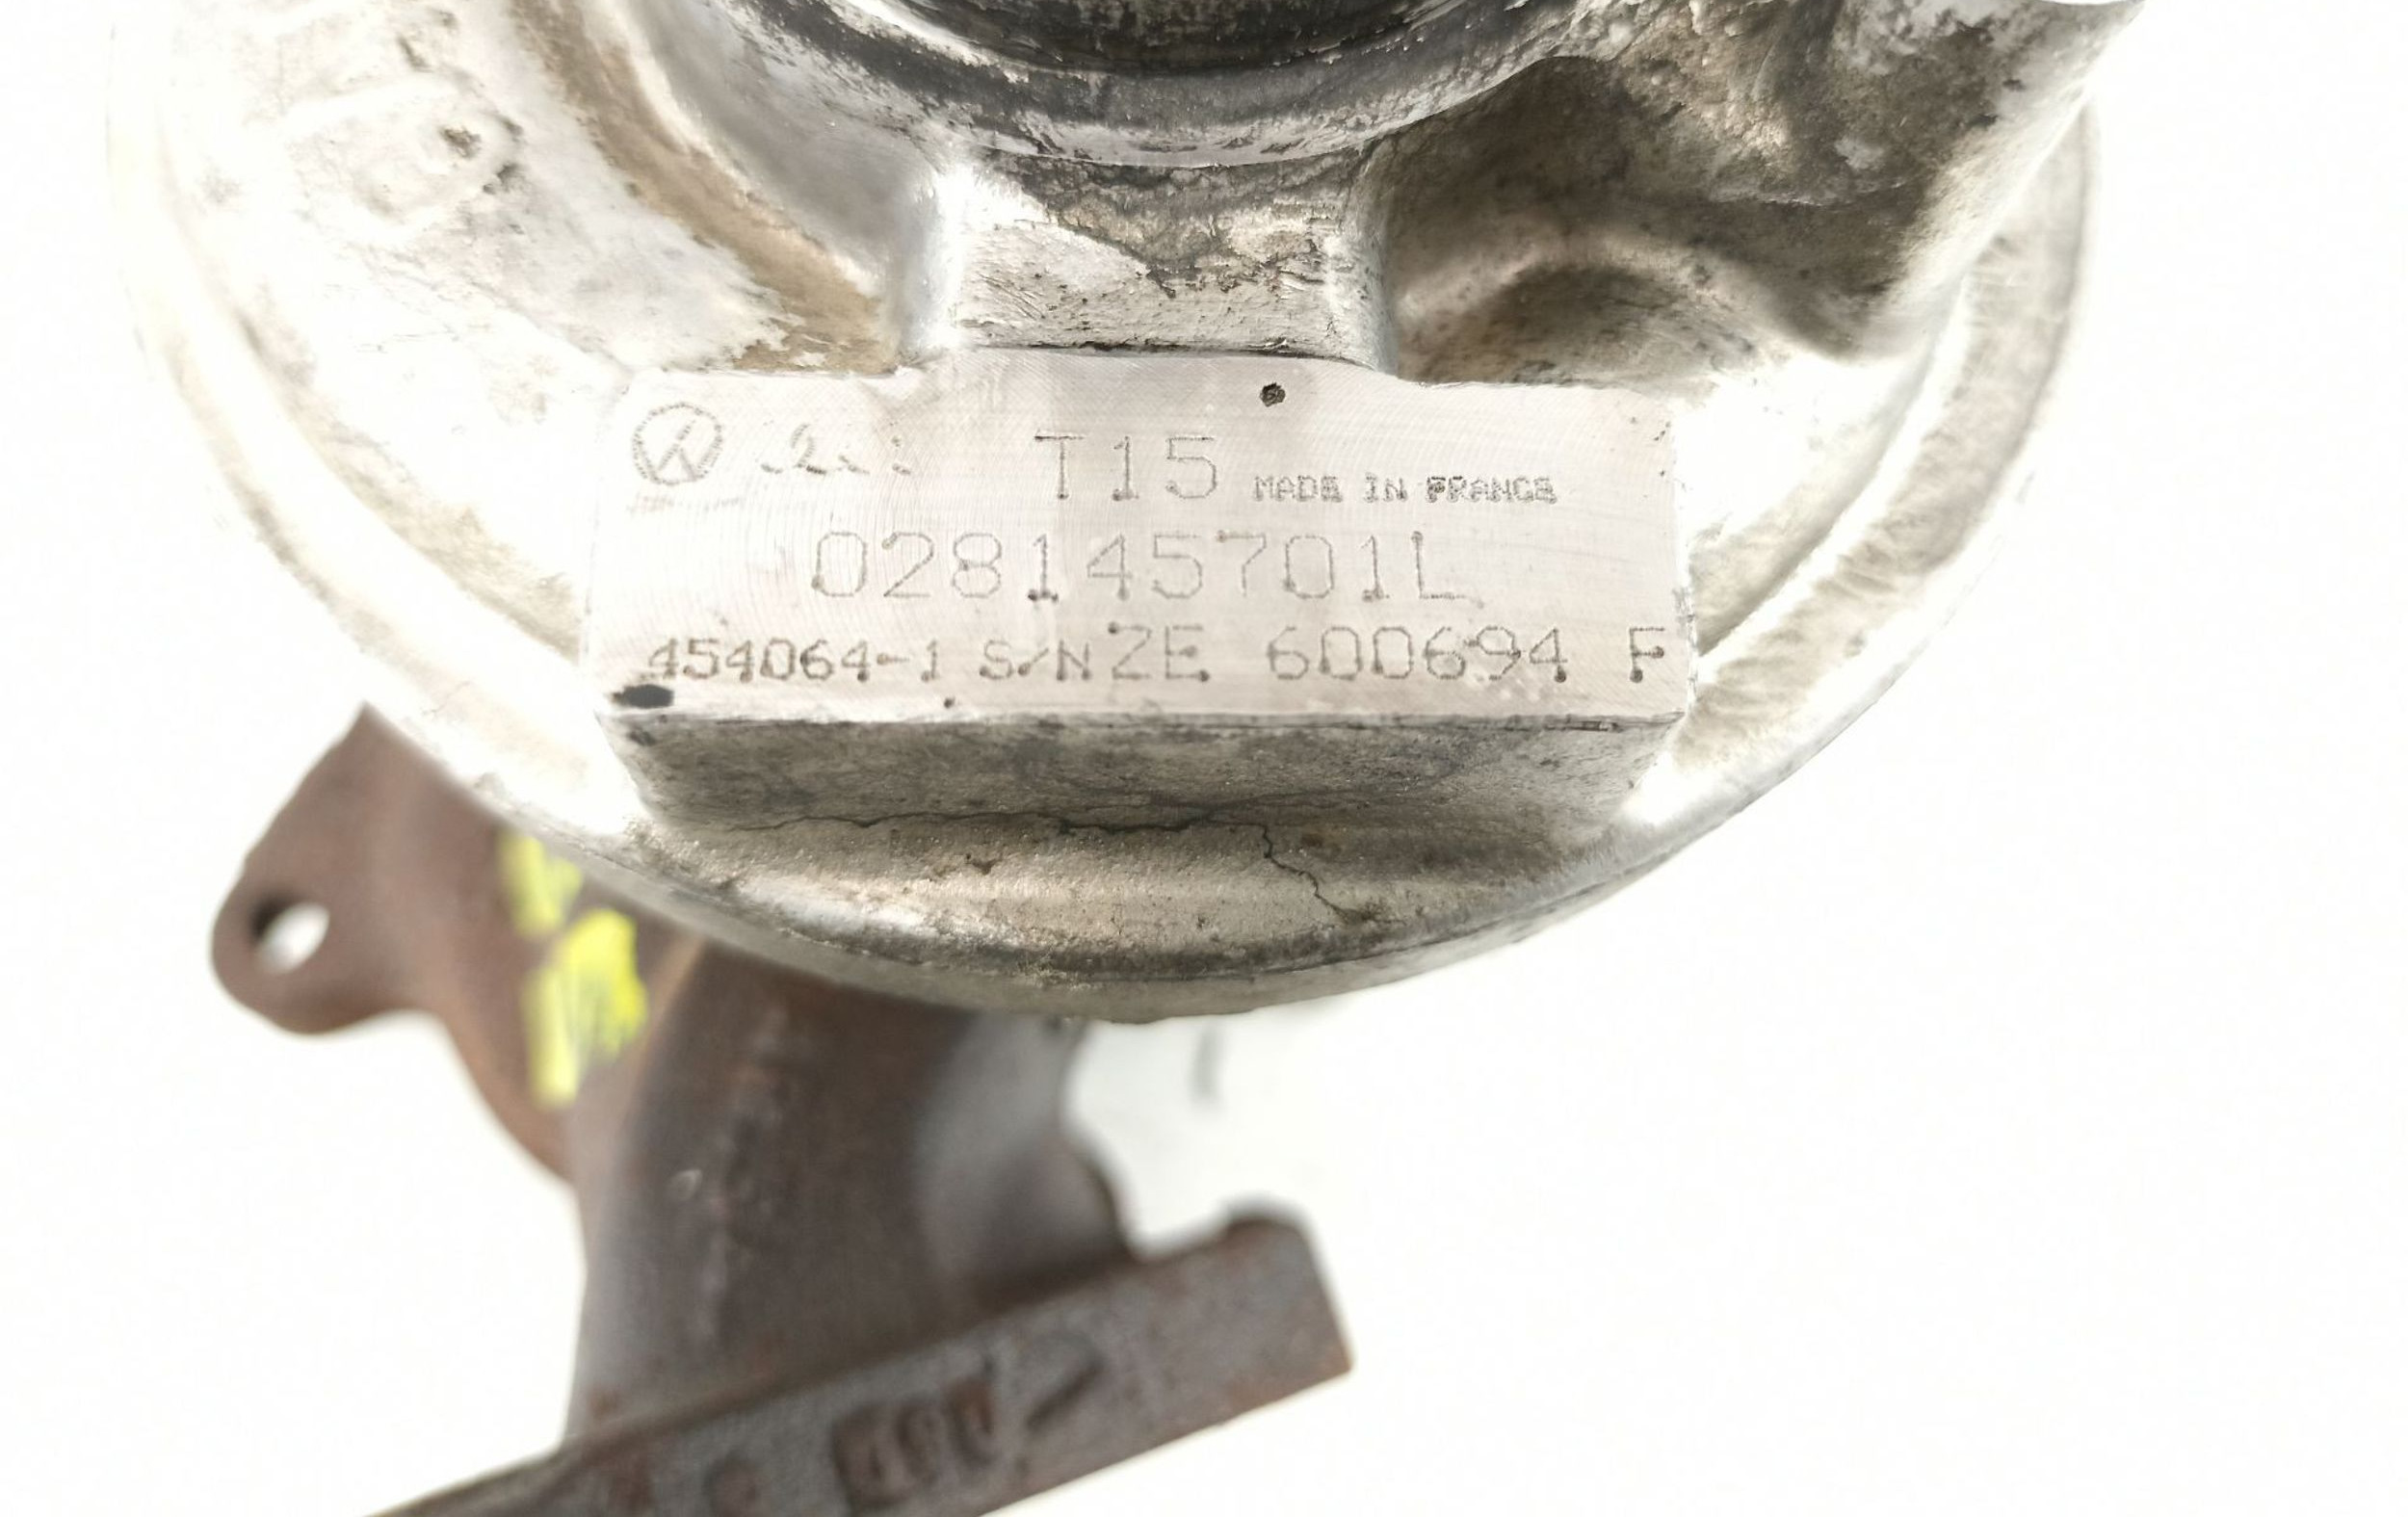 T15 MADE IN FRANCE
028145701L
454064-1 S/N ZE 600694 F